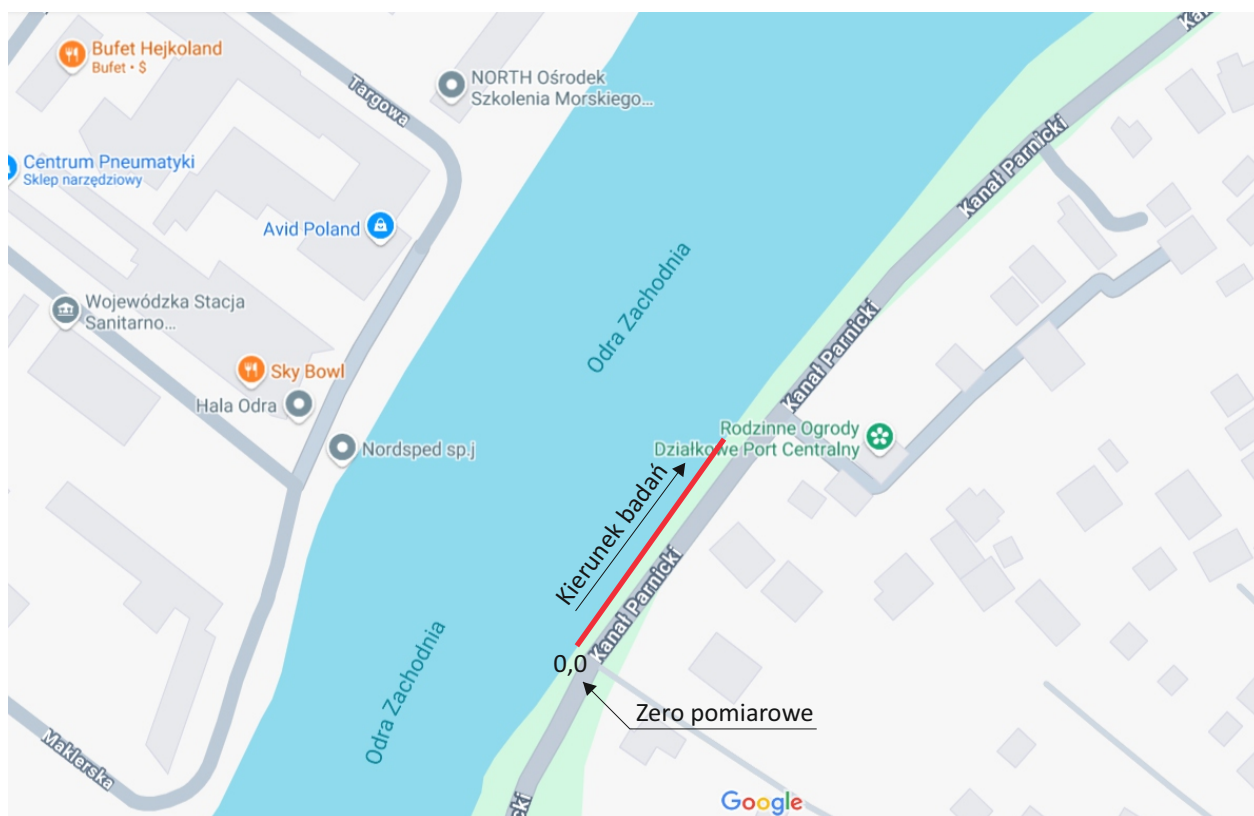 Kana
Bufet Hejkoland
Bufet • $
NORTH Ośrodek
Szkolenia Morskiego...
Targowa
Kanał Parnicki
Centrum Pneumatyki
Sklep narzędziowy
Avid Poland
Odra Zachodnia
Wojewódzka Stacja
Sanitarno...
Kanał Parnicki
Sky Bowl
Hala Odra
Rodzinne Ogrody
Działkowe Port Centralny
Nordsped sp.j
Kierunek badań
Kanał Parnicki
0,0
Odra Zachodnia
Zero pomiarowe
Maklerska
cki
Google